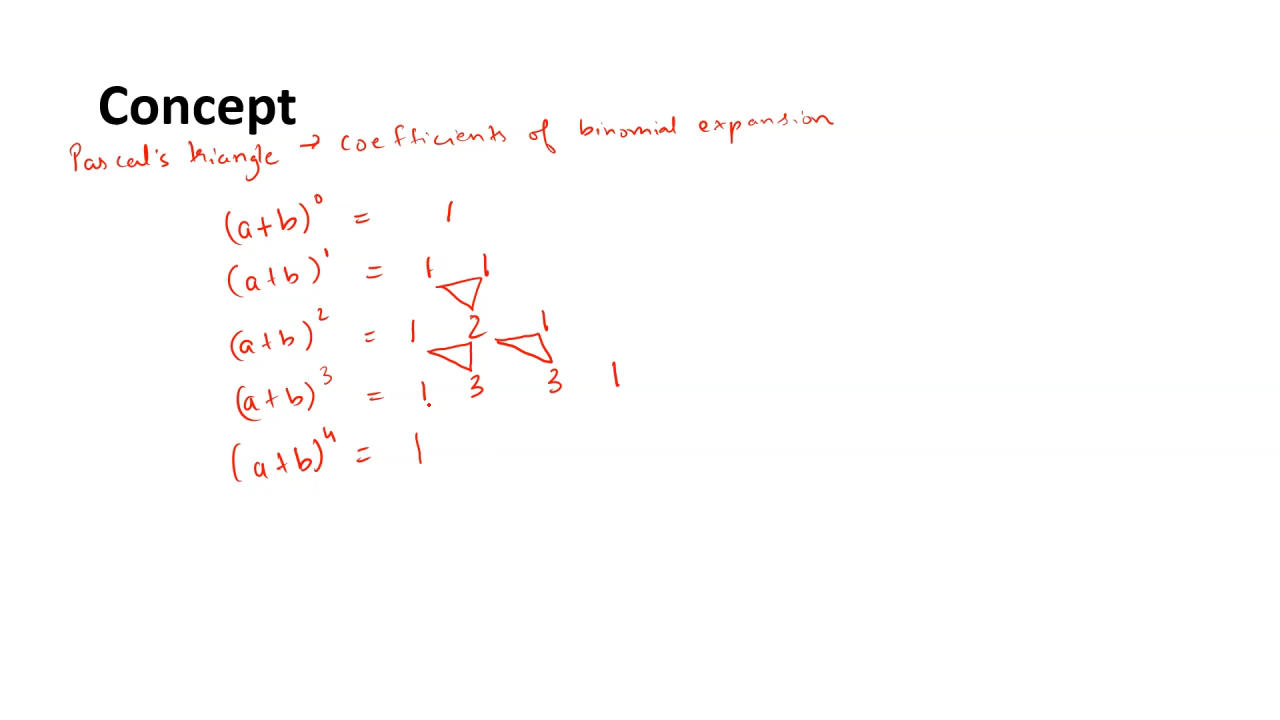 Concept
Pascal's triangle → coefficients of binomial expansion
(a+b)⁰ = 1
(a+b)¹ = 1 1
(a+b)² = 1 2 1
(a+b)³ = 1 3 3 1
(a+b)⁴ = 1